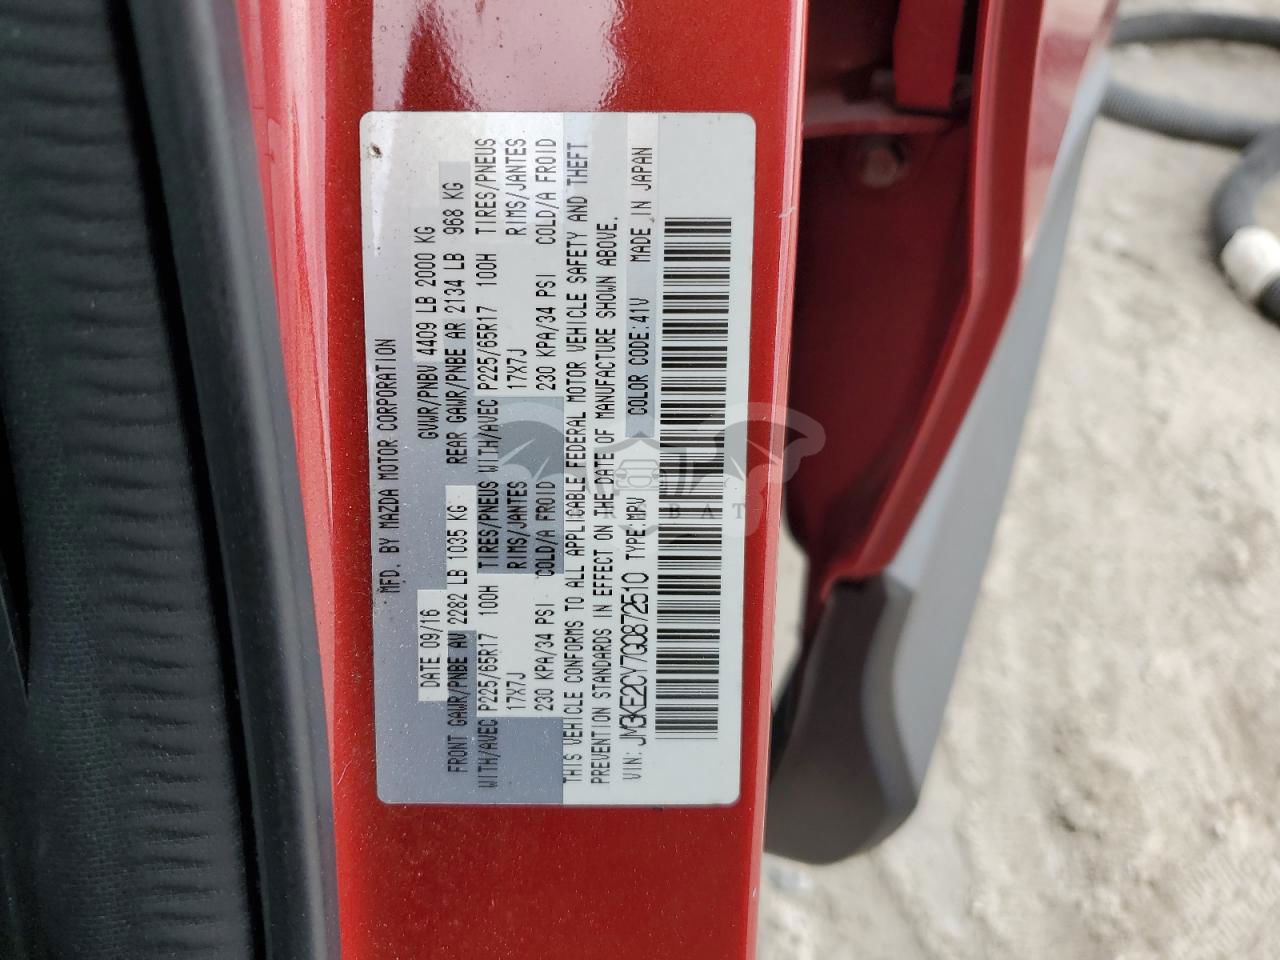 MFD. BY MAZDA MOTOR CORPORATION
DATE 09/16 GVWR/PNBV 4409 LB 2000 KG
FRONT GAWR/PNBE AV 2282 LB 1035 KG REAR GAWR/PNBE AR 2134 LB 968 KG
WITH/AVEC P225/65R17 100H TIRES/PNEUS WITH/AVEC P225/65R17 100H TIRES/PNEUS
17X7J RIMS/JANTES 17X7J RIMS/JANTES
230 KPA/34 PSI COLD/A FROID 230 KPA/34 PSI COLD/A FROID
THIS VEHICLE CONFORMS TO ALL APPLICABLE FEDERAL MOTOR VEHICLE SAFETY AND THEFT
PREVENTION STANDARDS IN EFFECT ON THE DATE OF MANUFACTURE SHOWN ABOVE.
VIN: JM3KE2CY7G0872510 TYPE:MPV COLOR CODE:41V MADE IN JAPAN